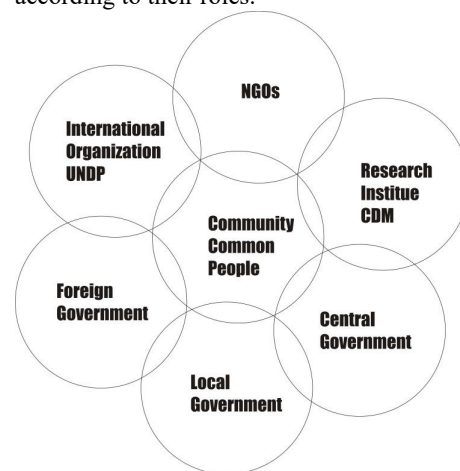 according to their roles.
NGOs
International
Organization
UNDP
Research
Institue
CDM
Community
Common
People
Foreign
Government
Central
Government
Local
Government